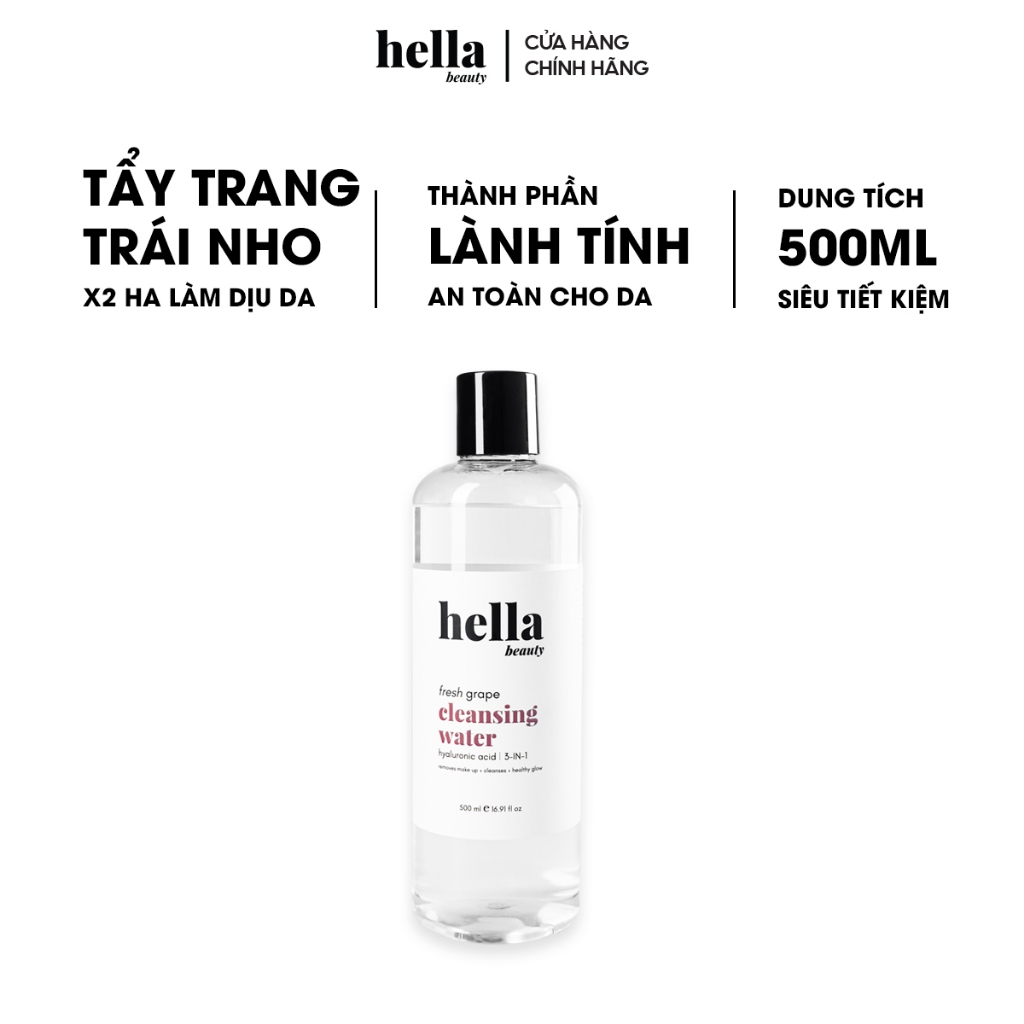 hella
beauty
CỬA HÀNG
CHÍNH HÃNG
TẨY TRANG
TRÁI NHO
X2 HA LÀM DỊU DA
THÀNH PHẦN
LÀNH TÍNH
AN TOÀN CHO DA
DUNG TÍCH
500ML
SIÊU TIẾT KIỆM
hella
beauty
fresh grape
cleansing
water
hyaluronic acid | 3-IN-1
removes make up + cleanses + healthy glow
500 ml e 16.91 fl oz